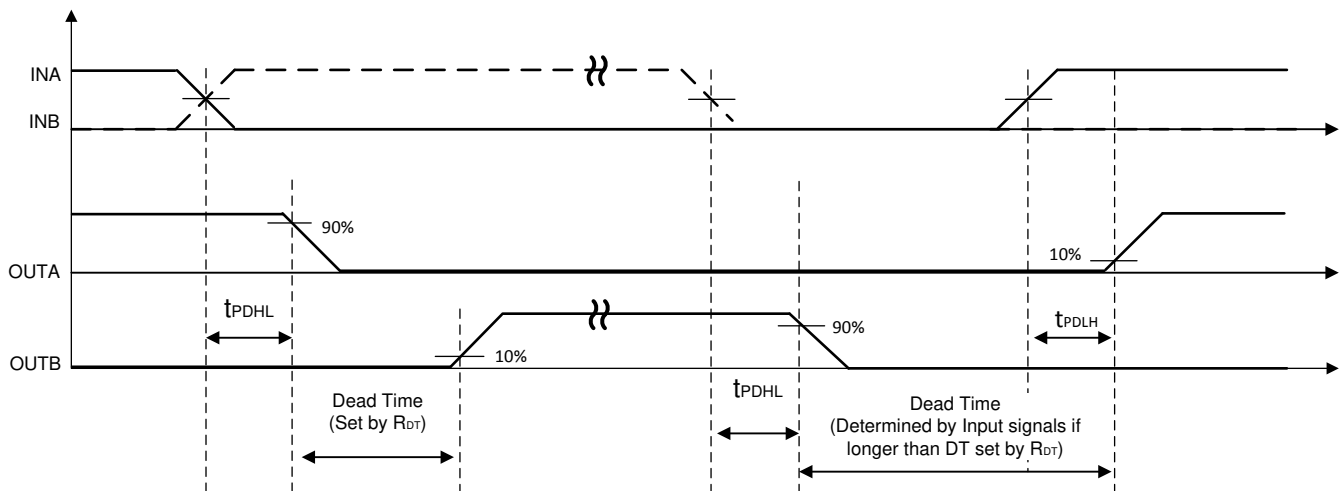 INA
INB
90%
10%
OUTA
tPDHL
tPDLH
90%
10%
OUTB
tPDHL
Dead Time
(Set by RDT)
Dead Time
(Determined by Input signals if
longer than DT set by RDT)